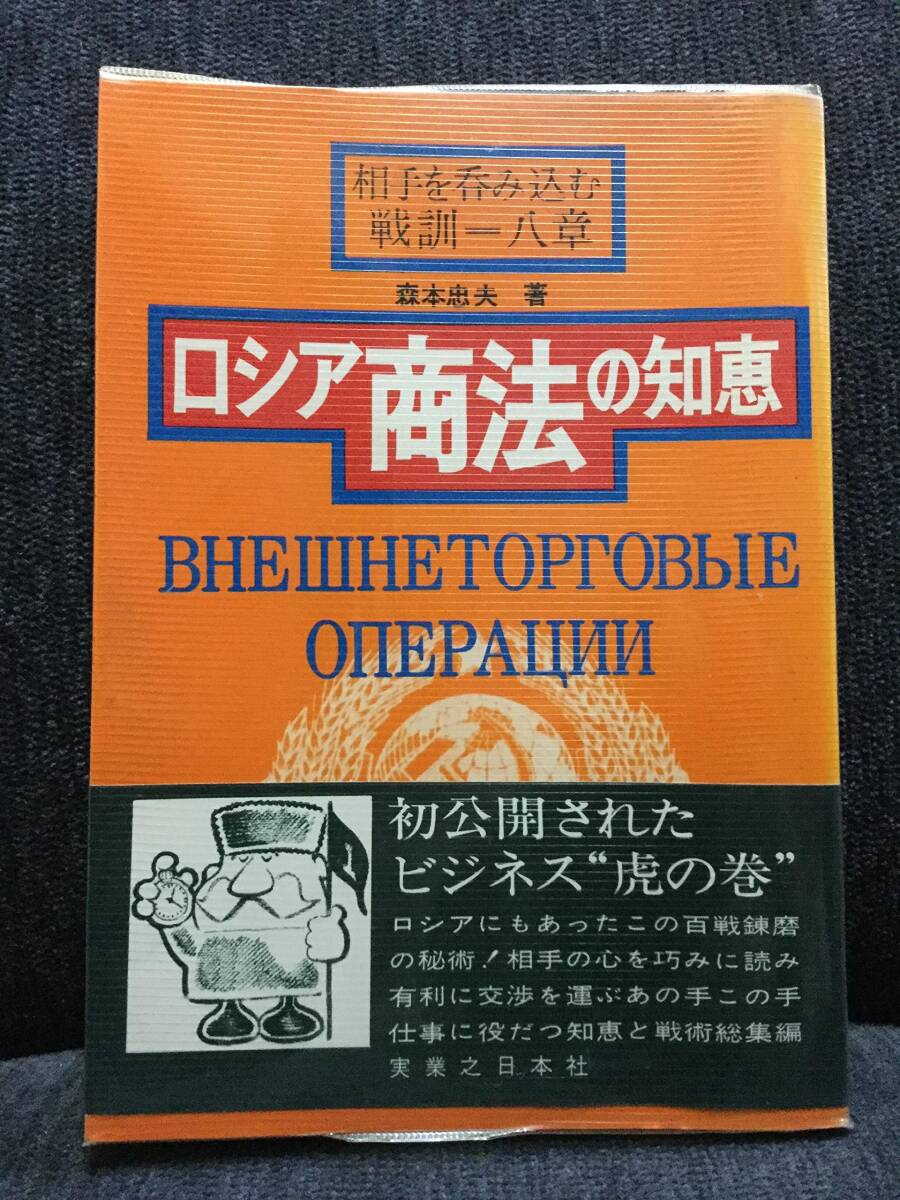 相手を呑み込む
戦訓一八章
森本忠夫 著
ロシア商法の知恵
ВНЕШНЕТОРГОВЫЕ
ОПЕРАЦИИ
1
初公開された
ビジネス“虎の巻”
ロシアにもあったこの百戦錬磨
の秘術!相手の心を巧みに読み
有利に交渉を運ぶあの手この手
仕事に役だつ知恵と戦術総集編
実業之日本社